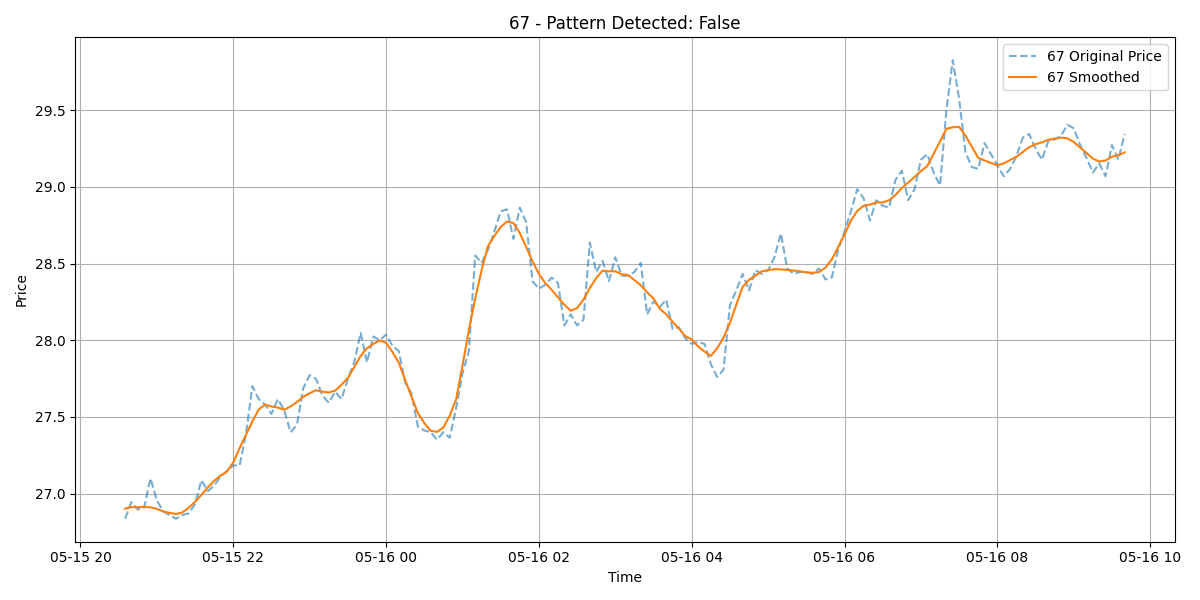 67 - Pattern Detected: False
67 Original Price
67 Smoothed
Price
29.5
29.0
28.5
28.0
27.5
27.0
05-15 20 05-15 22 05-16 00 05-16 02 05-16 04 05-16 06 05-16 08 05-16 10
Time